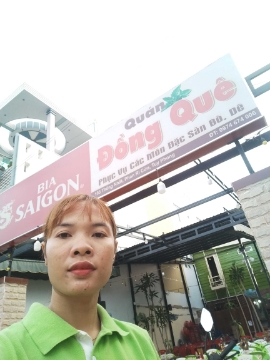 Quán
Đồng Quê
PHỤC VỤ CÁC MÓN ĐẶC SẢN BÒ, DÊ
BIA
SAIGON